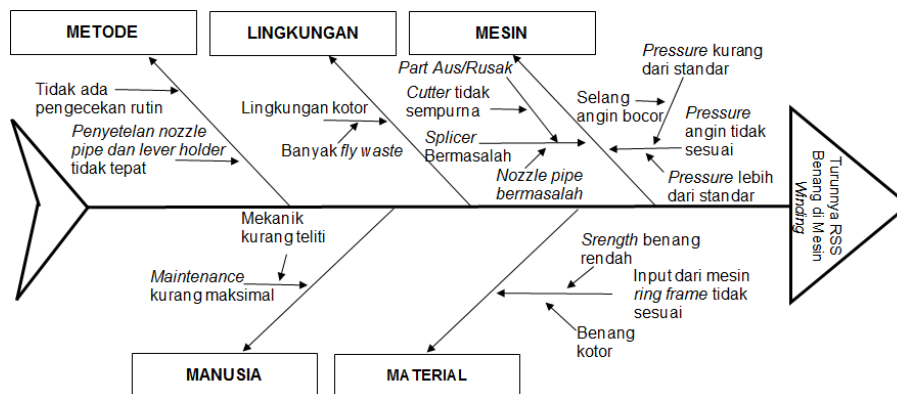 METODE
LINGKUNGAN
MESIN
Tidak ada
pengecekan rutin
Penyetelan nozzle
pipe dan lever holder
tidak tepat
Lingkungan kotor
Banyak fly waste
Part Aus/Rusak
Cutter tidak
sempurna
Splicer
Bermasalah
Nozzle pipe
bermasalah
Pressure kurang
dari standar
Selang
angin bocor
Pressure
angin tidak
sesuai
Pressure lebih
dari standar
Turunnya RSS
Benang di Mesin
Winding
Mekanik
kurang teliti
Maintenance
kurang maksimal
Srength benang
rendah
Input dari mesin
ring frame tidak
sesuai
Benang
kotor
MANUSIA
MATERIAL